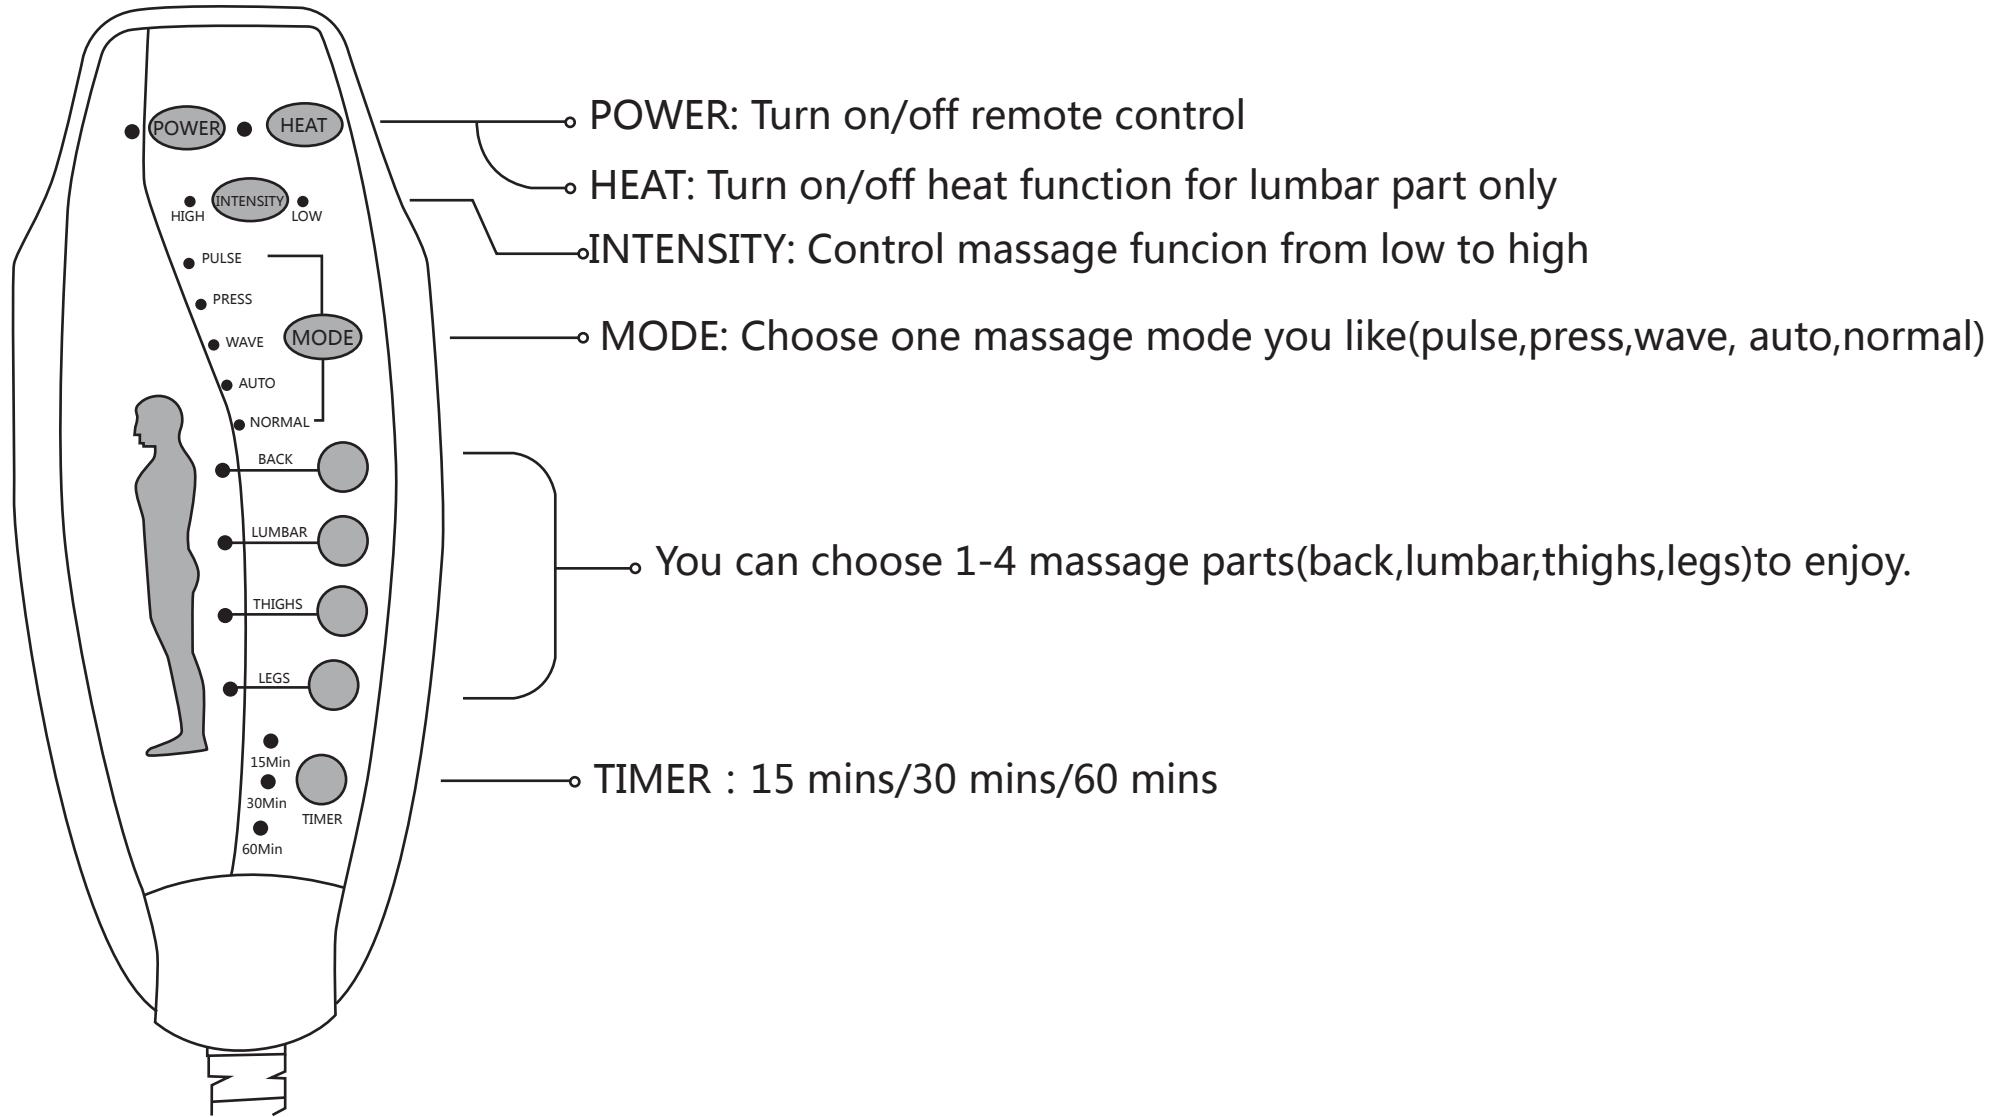 POWER
HEAT
POWER: Turn on/off remote control
HEAT: Turn on/off heat function for lumbar part only
INTENSITY
HIGH
LOW
INTENSITY: Control massage funcion from low to high
PULSE
PRESS
WAVE
AUTO
NORMAL
MODE
MODE: Choose one massage mode you like(pulse,press,wave, auto,normal)
BACK
LUMBAR
THIGHS
LEGS
You can choose 1-4 massage parts(back,lumbar,thighs,legs)to enjoy.
15Min
30Min
60Min
TIMER
TIMER : 15 mins/30 mins/60 mins